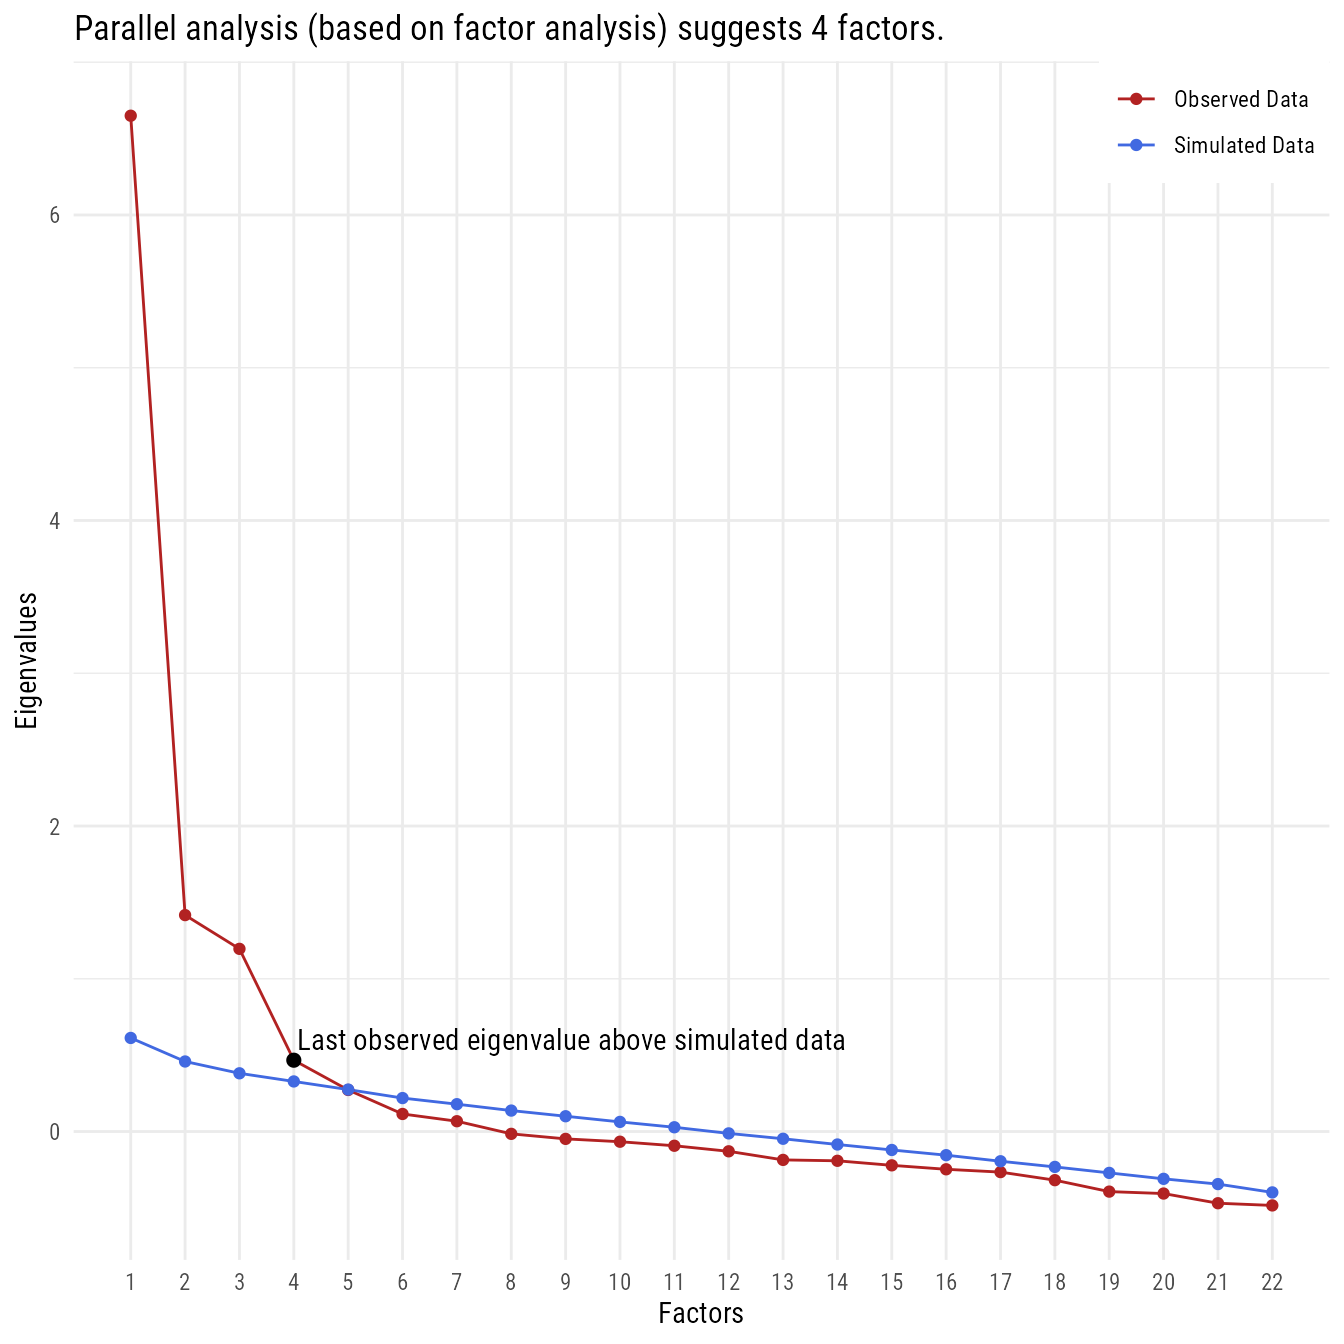 Parallel analysis (based on factor analysis) suggests 4 factors.
Observed Data
Simulated Data
6
4
2
0
Eigenvalues
Last observed eigenvalue above simulated data
1 2 3 4 5 6 7 8 9 10 11 12 13 14 15 16 17 18 19 20 21 22
Factors